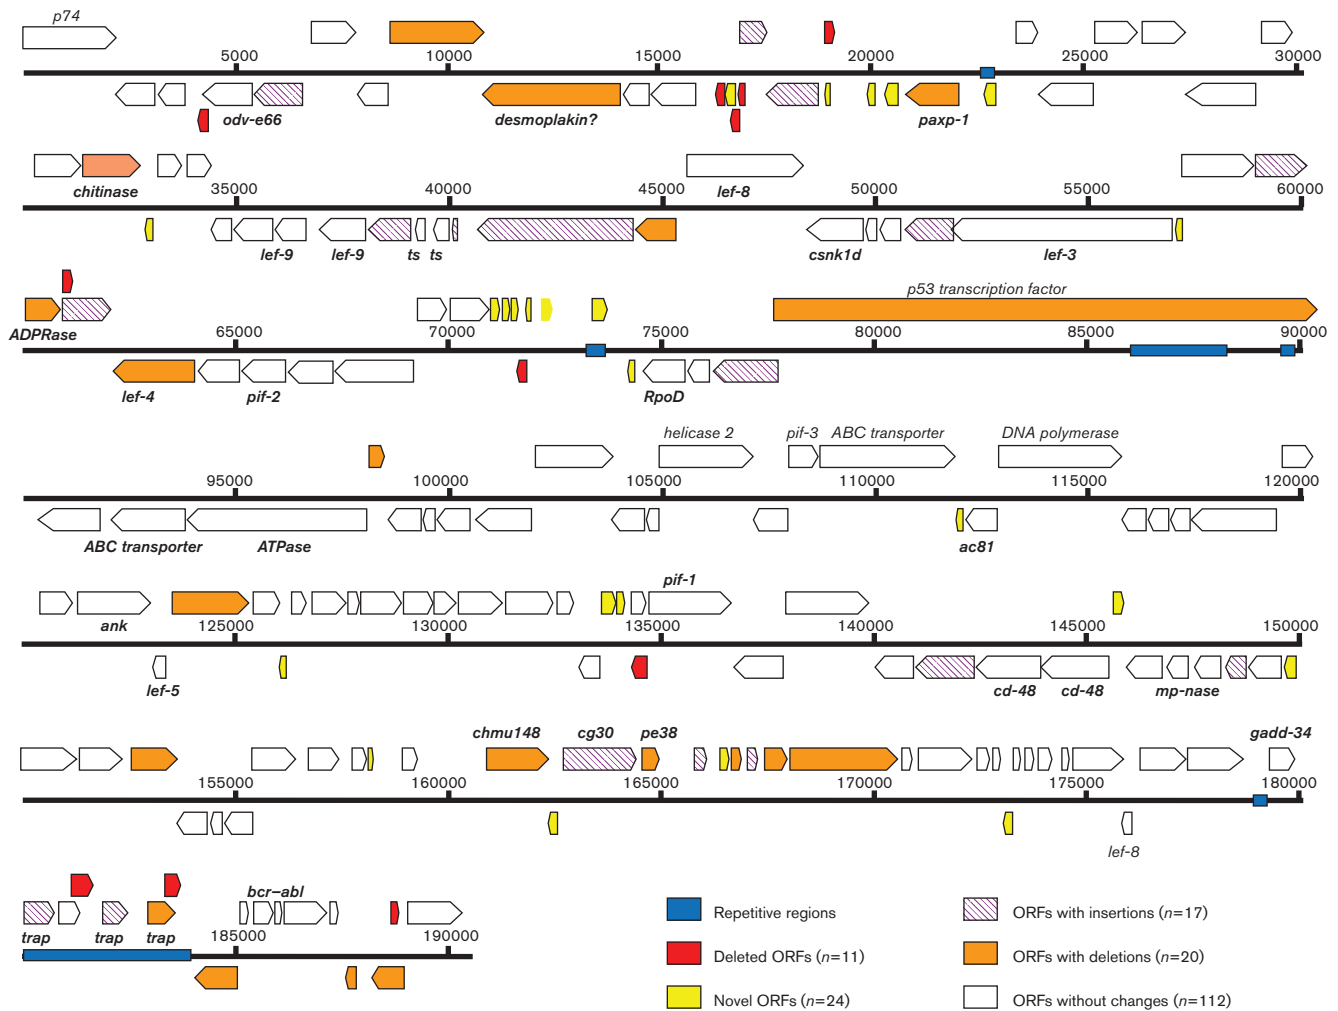 p74
5000 10000 15000 20000 25000 30000
odv-e66 desmoplakin? paxp-1
chitinase lef-8
35000 40000 45000 50000 55000 60000
lef-9 lef-9 ts ts csnk1d lef-3
p53 transcription factor
ADPRase
65000 70000 75000 80000 85000 90000
lef-4 pif-2 RpoD
helicase 2 pif-3 ABC transporter DNA polymerase
95000 100000 105000 110000 115000 120000
ABC transporter ATPase ac81
pif-1
ank
125000 130000 135000 140000 145000 150000
lef-5 cd-48 cd-48 mp-nase
chmu148 cg30 pe38 gadd-34
155000 160000 165000 170000 175000 180000
lef-8
bcr–abl
trap trap trap 185000 190000
Repetitive regions
Deleted ORFs (n=11)
Novel ORFs (n=24)
ORFs with insertions (n=17)
ORFs with deletions (n=20)
ORFs without changes (n=112)